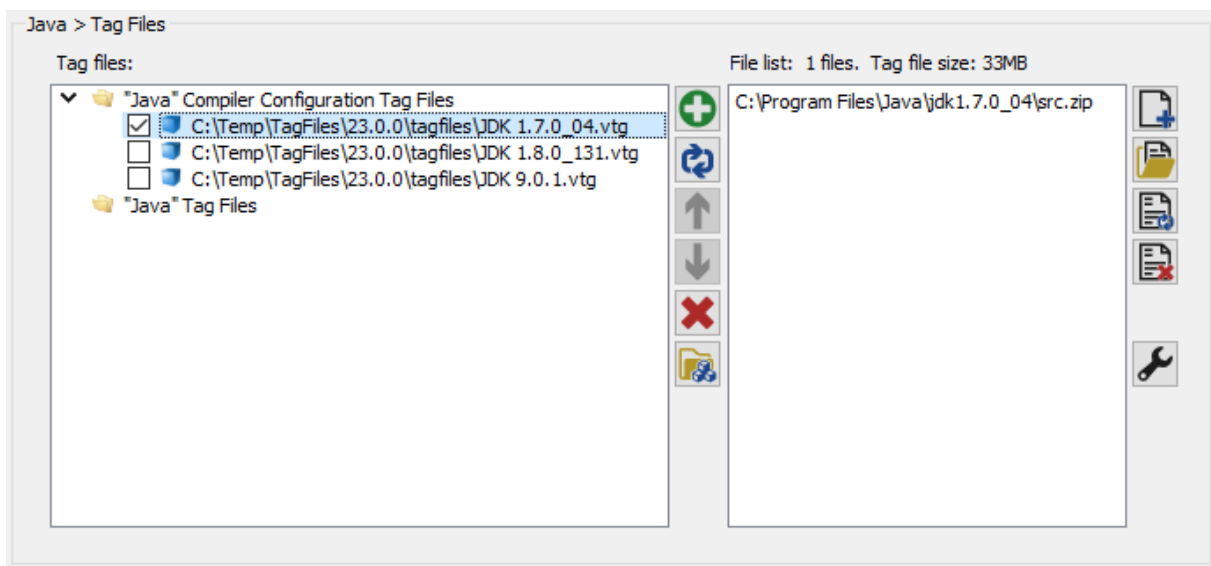 Java > Tag Files
Tag files:
"Java" Compiler Configuration Tag Files
C:\Temp\TagFiles\23.0.0\tagfiles\JDK 1.7.0_04.vtg
C:\Temp\TagFiles\23.0.0\tagfiles\JDK 1.8.0_131.vtg
C:\Temp\TagFiles\23.0.0\tagfiles\JDK 9.0.1.vtg
"Java" Tag Files
File list: 1 files. Tag file size: 33MB
C:\Program Files\Java\jdk1.7.0_04\src.zip